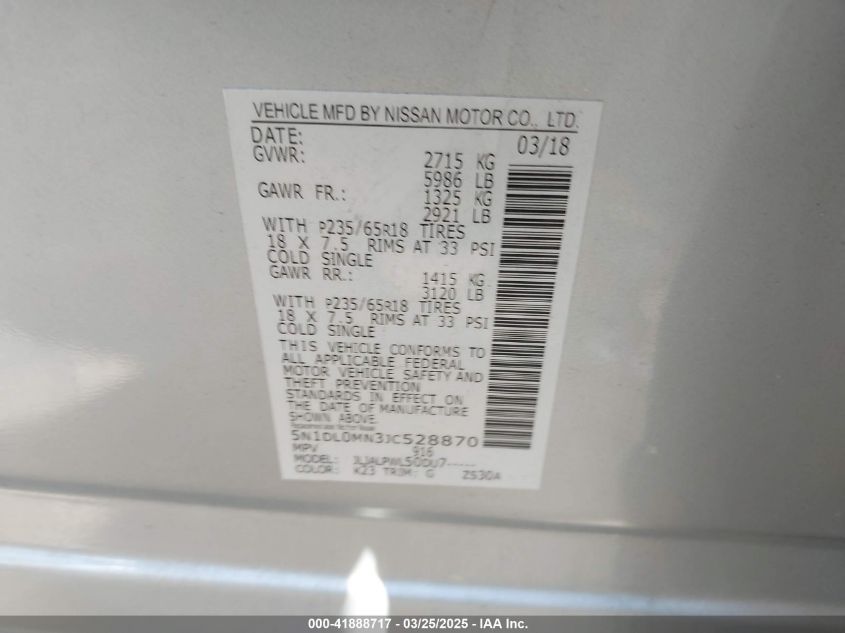 VEHICLE MFD BY NISSAN MOTOR CO., LTD.
DATE: 03/18
GVWR: 2715 KG
5986 LB
GAWR FR.: 1325 KG
2921 LB
WITH P235/65R18 TIRES
18 X 7.5 RIMS AT 33 PSI
COLD SINGLE
GAWR RR.: 1415 KG
3120 LB
WITH P235/65R18 TIRES
18 X 7.5 RIMS AT 33 PSI
COLD SINGLE
THIS VEHICLE CONFORMS TO
ALL APPLICABLE FEDERAL
MOTOR VEHICLE SAFETY AND
THEFT PREVENTION
STANDARDS IN EFFECT ON
THE DATE OF MANUFACTURE
SHOWN ABOVE.
5N1DL0MN3JC528870
MPV 916
MODEL:
COLOR: K23 TRIM: G ZS30A
000-41888717 - 03/25/2025 - IAA Inc.